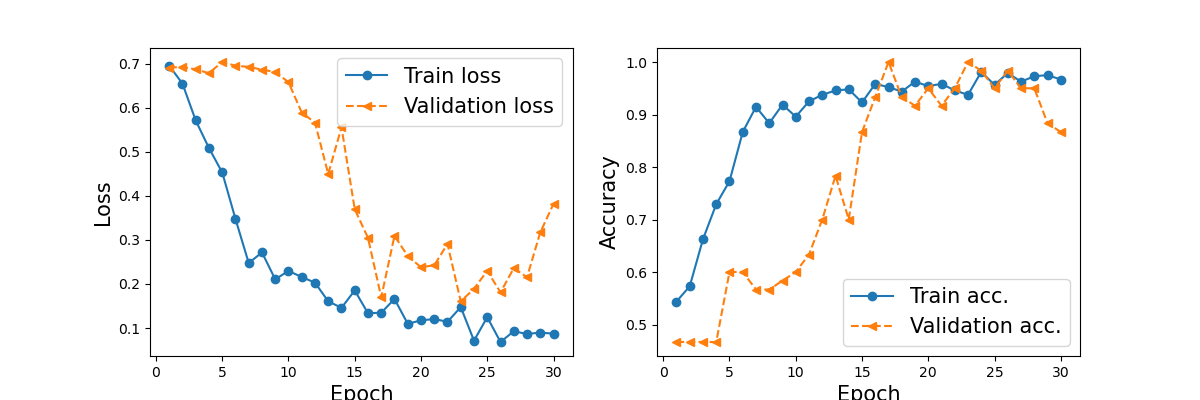 0.7
0.6
0.5
0.4
0.3
0.2
0.1
Loss
0 5 10 15 20 25 30
Epoch
Train loss
Validation loss
1.0
0.9
0.8
0.7
0.6
0.5
Accuracy
0 5 10 15 20 25 30
Epoch
Train acc.
Validation acc.